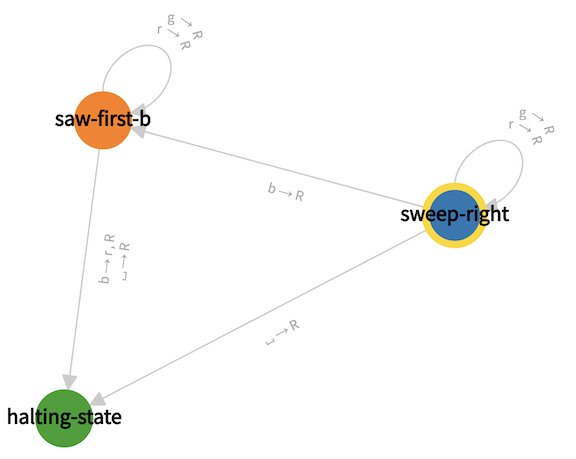 g → R
r → R
saw-first-b
g → R
r → R
b → R
sweep-right
b → r, R
␣ → R
␣ → R
halting-state